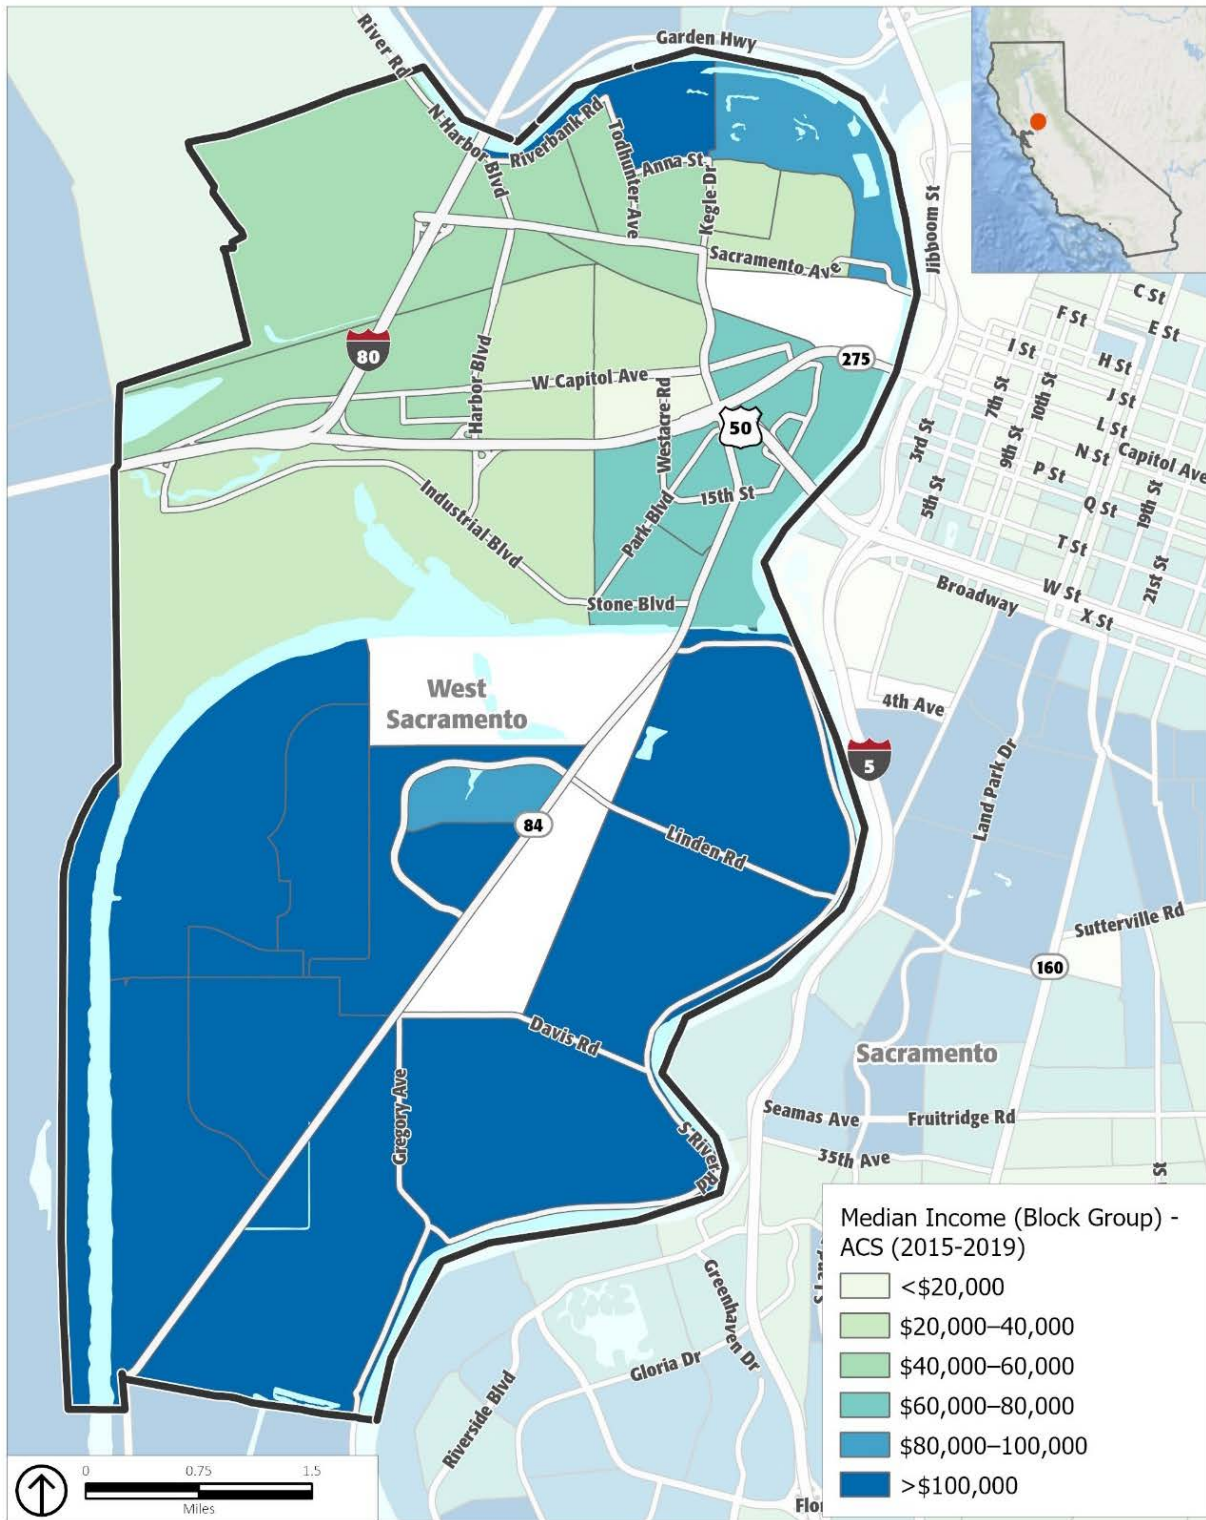 Garden Hwy
River Rd
N Harbor Blvd
Riverbank Rd
Todhunter Ave
Anna St
Kegle Dr
Jibboom St
Sacramento Ave
C St
F St
E St
I St
H St
80
Harbor Blvd
W Capitol Ave
275
7th St
10th St
J St
L St
Westacre Rd
50
3rd St
9th St
N St
Capitol Ave
P St
15th St
5th St
Q St
19th St
Industrial Blvd
Park Blvd
T St
21st St
Stone Blvd
Broadway
W St
X St
West
Sacramento
4th Ave
5
Land Park Dr
84
Linden Rd
Sutterville Rd
160
Davis Rd
Sacramento
Gregory Ave
Seamas Ave
Fruitridge Rd
S River Rd
35th Ave
St
Greenhaven Dr
Gloria Dr
Riverside Blvd
Median Income (Block Group) -
ACS (2015-2019)
<$20,000
$20,000–40,000
$40,000–60,000
$60,000–80,000
$80,000–100,000
>$100,000
0 0.75 1.5
Miles